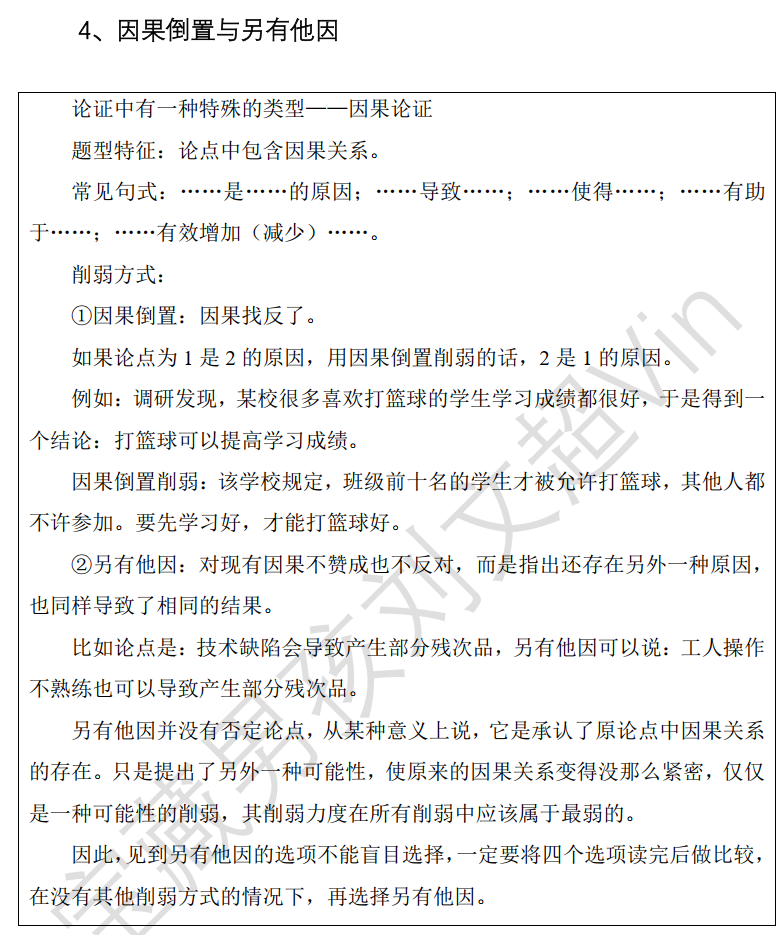 4、因果倒置与另有他因
论证中有一种特殊的类型——因果论证
题型特征：论点中包含因果关系。
常见句式：……是……的原因；……导致……；……使得……；……有助
于……；……有效增加（减少）……。
削弱方式：
①因果倒置：因果找反了。
如果论点为 1 是 2 的原因，用因果倒置削弱的话，2 是 1 的原因。
例如：调研发现，某校很多喜欢打篮球的学生学习成绩都很好，于是得到一
个结论：打篮球可以提高学习成绩。
因果倒置削弱：该学校规定，班级前十名的学生才被允许打篮球，其他人都
不许参加。要先学习好，才能打篮球好。
②另有他因：对现有因果不赞成也不反对，而是指出还存在另外一种原因，
也同样导致了相同的结果。
比如论点是：技术缺陷会导致产生部分残次品，另有他因可以说：工人操作
不熟练也可以导致产生部分残次品。
另有他因并没有否定论点，从某种意义上说，它是承认了原论点中因果关系
的存在。只是提出了另外一种可能性，使原来的因果关系变得没那么紧密，仅仅
是一种可能性的削弱，其削弱力度在所有削弱中应该属于最弱的。
因此，见到另有他因的选项不能盲目选择，一定要将四个选项读完后做比较，
在没有其他削弱方式的情况下，再选择另有他因。
宝藏男孩刘文超Vin